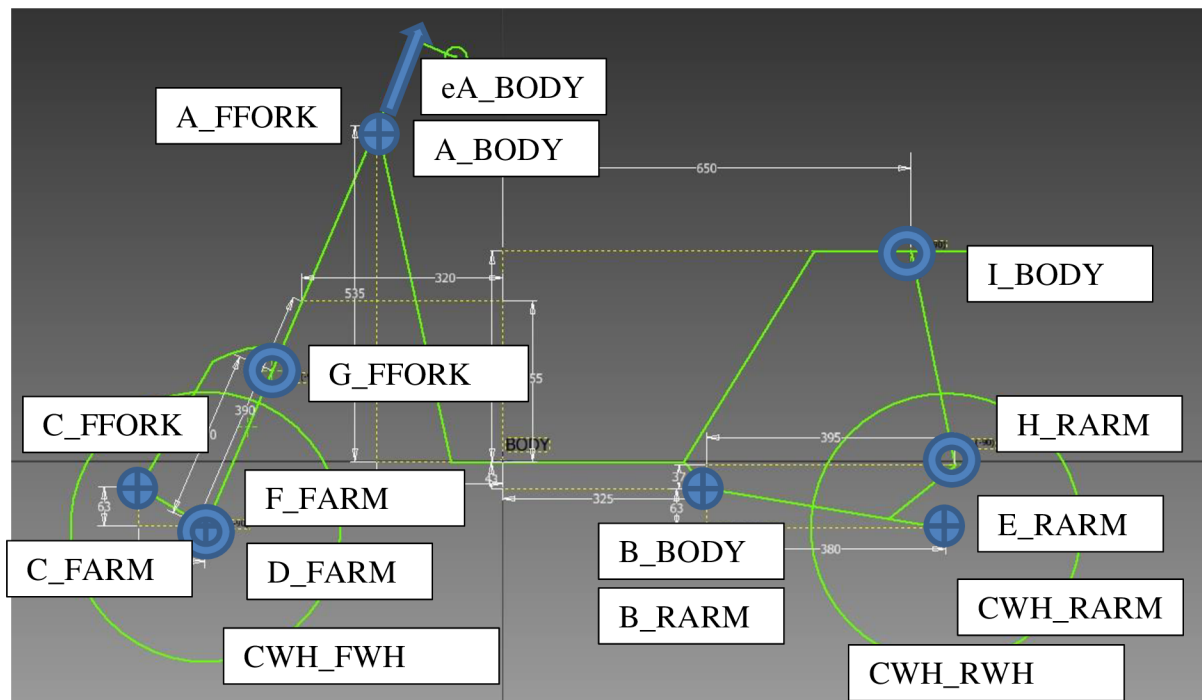 eA_BODY
A_FFORK
A_BODY
650
I_BODY
320
535
G_FFORK
C_FFORK
390
395
BODY
H_RARM
F_FARM
37
325
63
63
E_RARM
C_FARM
D_FARM
B_BODY
380
B_RARM
CWH_RARM
CWH_FWH
CWH_RWH